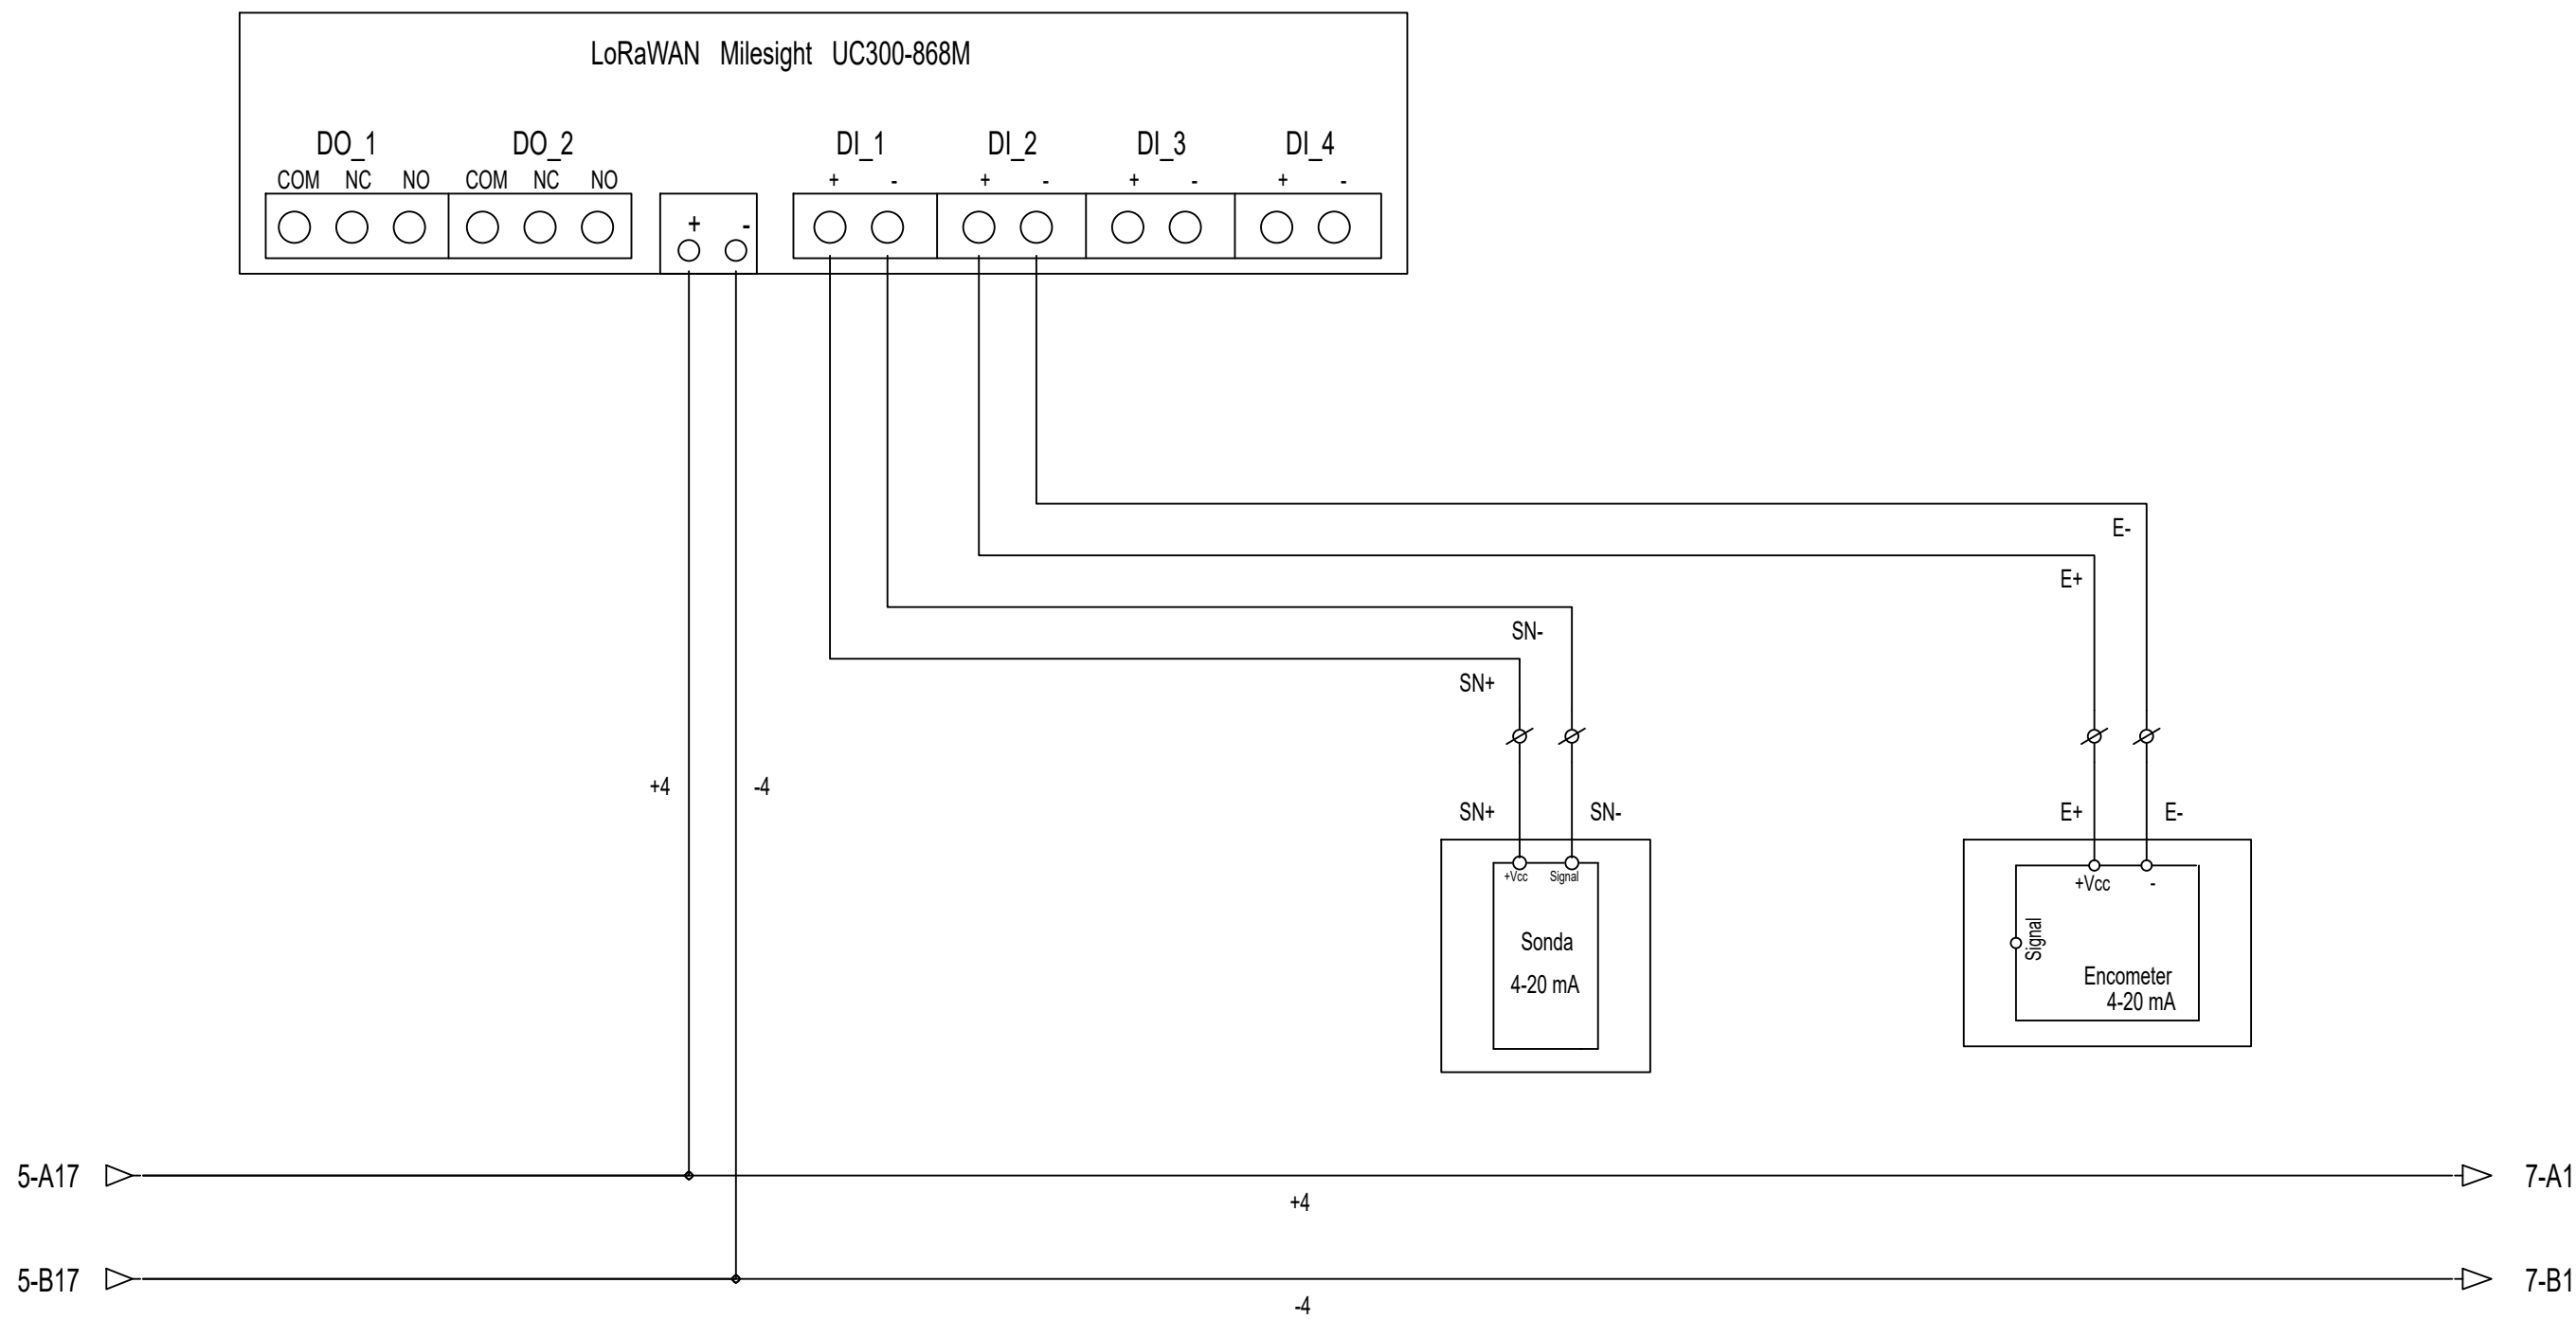 LoRaWAN Milesight UC300-868M
DO_1 DO_2 DI_1 DI_2 DI_3 DI_4
COM NC NO COM NC NO + - + - + - + -
+ -
E-
E+
SN-
SN+
+4 -4
SN+ SN- E+ E-
+Vcc Signal
+Vcc -
Signal
Sonda
4-20 mA
Encometer
4-20 mA
5-A17 7-A1
+4
5-B17 7-B1
-4